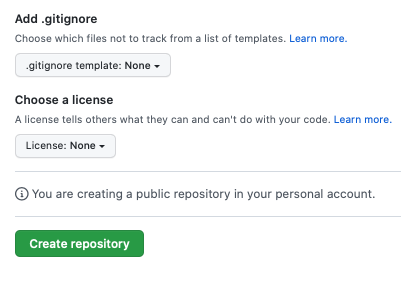 Add .gitignore
Choose which files not to track from a list of templates. Learn more.
.gitignore template: None
Choose a license
A license tells others what they can and can't do with your code. Learn more.
License: None
You are creating a public repository in your personal account.
Create repository